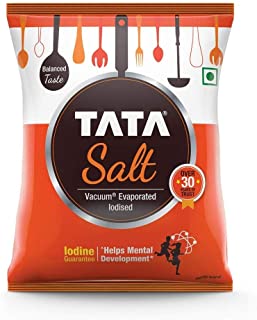 Balanced
Taste
TATA
Salt
Vacuum® Evaporated
Iodised
OVER
30
YEARS OF
TRUST
Iodine
Guarantee
*Helps Mental
Development*